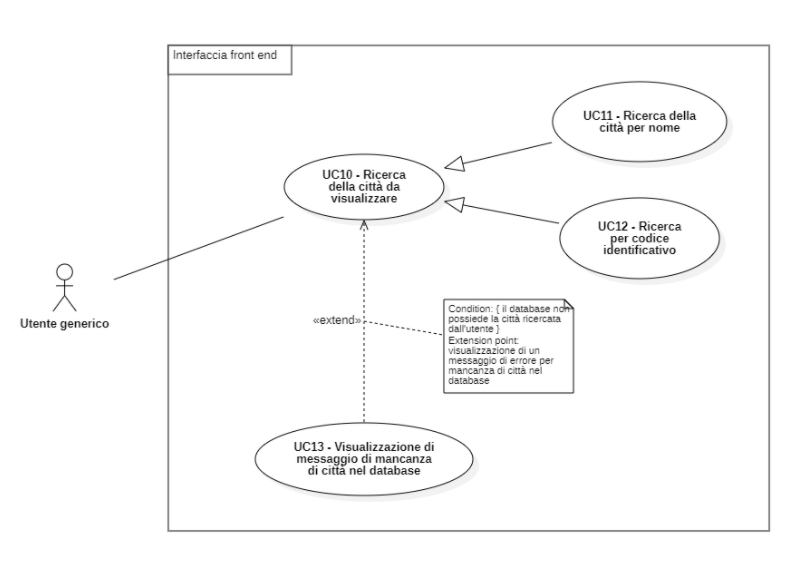 Interfaccia front end
UC11 - Ricerca della
città per nome
UC10 - Ricerca
della città da
visualizzare
UC12 - Ricerca
per codice
identificativo
Utente generico
«extend»
Condition: { il database non
possiede la città ricercata
dall'utente }
Extension point:
visualizzazione di un
messaggio di errore per
mancanza di città nel
database
UC13 - Visualizzazione di
messaggio di mancanza
di città nel database